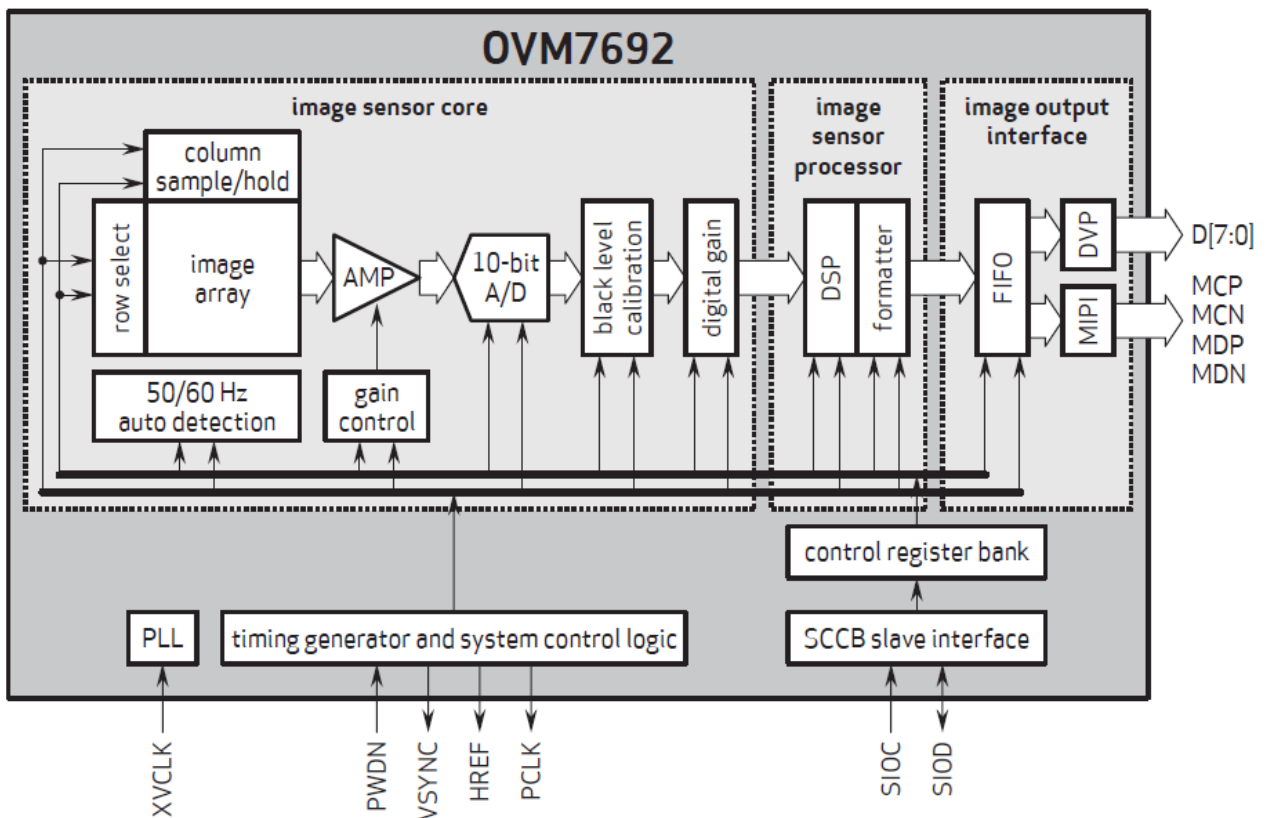 OVM7692
image sensor core
image
sensor
processor
image output
interface
column
sample/hold
row select
image
array
AMP
10-bit
A/D
black level
calibration
digital gain
DSP
formatter
FIFO
DVP
MIPI
D[7:0]
MCP
MCN
MDP
MDN
50/60 Hz
auto detection
gain
control
control register bank
PLL
timing generator and system control logic
SCCB slave interface
XVCLK
PWDN
VSYNC
HREF
PCLK
SIOC
SIOD